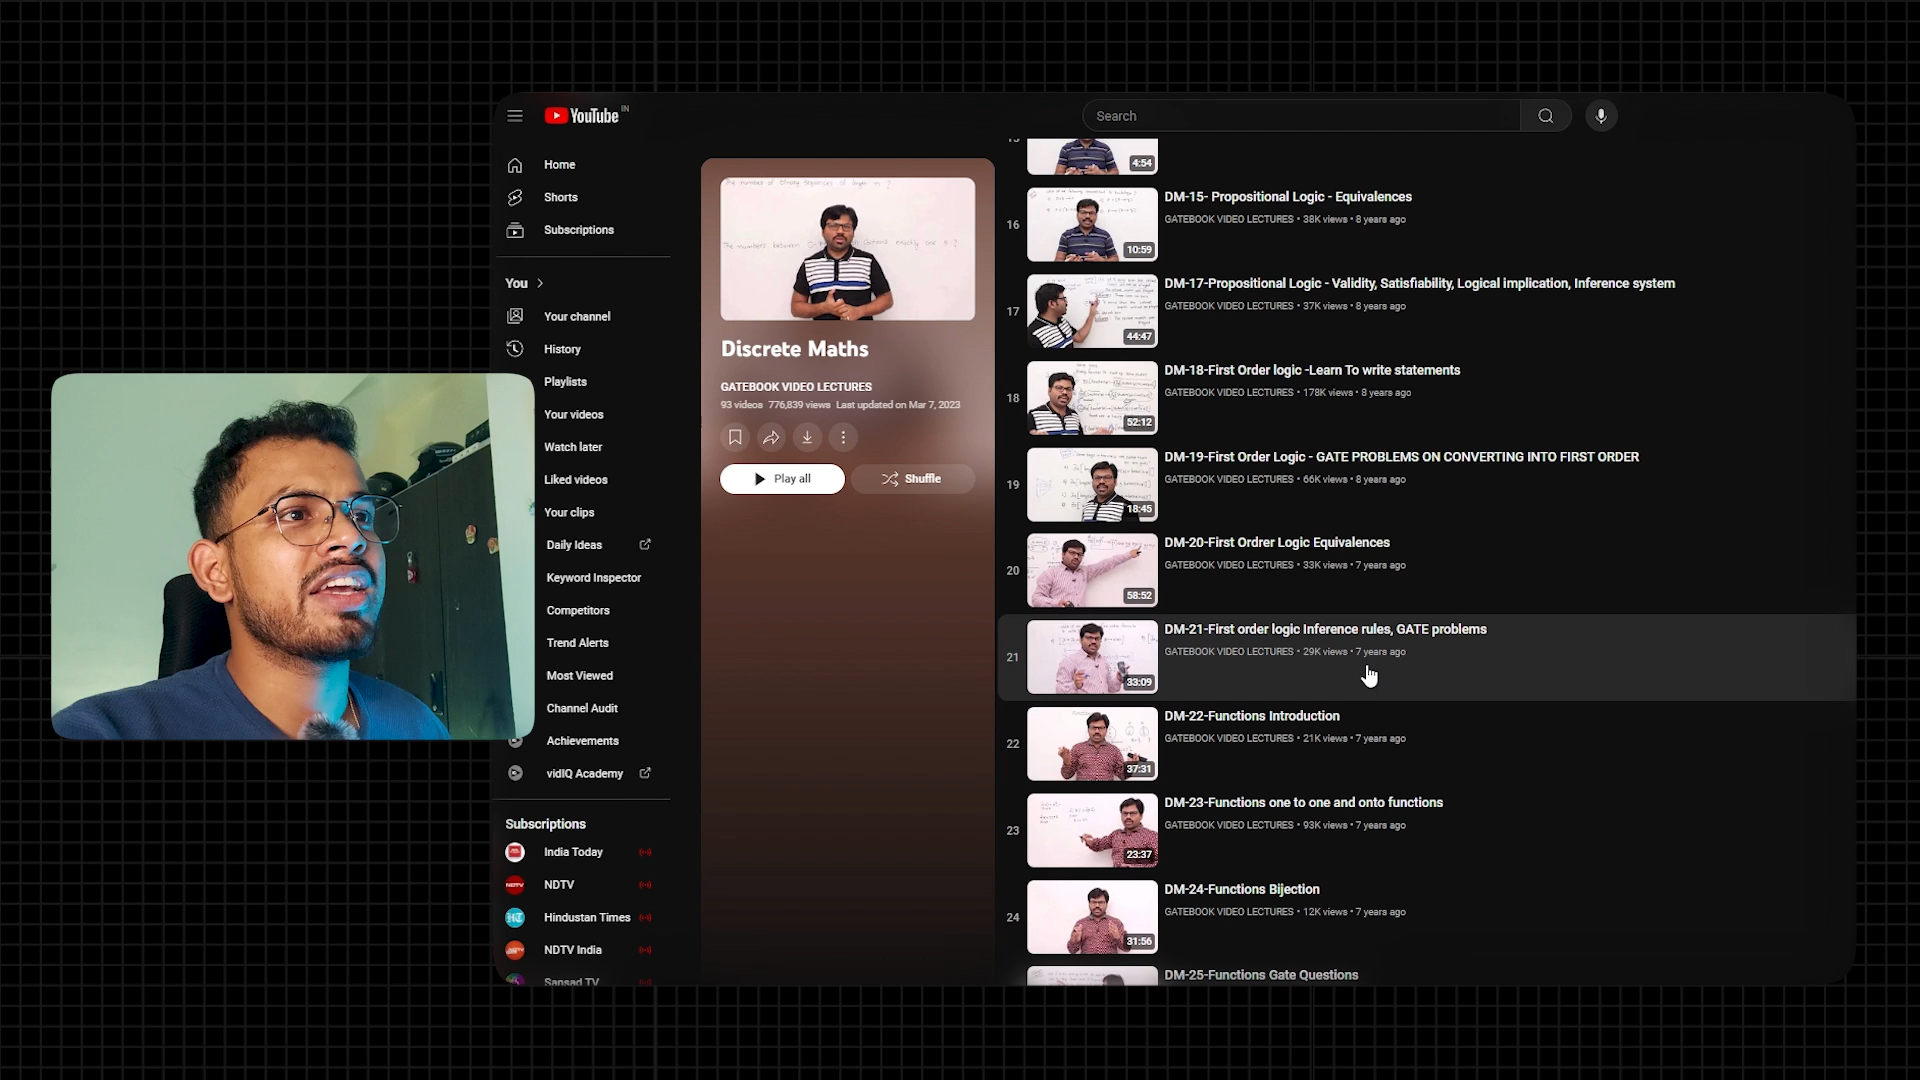 YouTube IN
Search
Home
Shorts
Subscriptions
You
Your channel
History
Playlists
Your videos
Watch later
Liked videos
Your clips
Daily Ideas
Keyword Inspector
Competitors
Trend Alerts
Most Viewed
Channel Audit
Achievements
vidIQ Academy
Subscriptions
India Today
NDTV
Hindustan Times
NDTV India
Sansad TV
Discrete Maths
GATEBOOK VIDEO LECTURES
93 videos 776,839 views Last updated on Mar 7, 2023
Play all
Shuffle
15
4:54
16
10:59
DM-15- Propositional Logic - Equivalences
GATEBOOK VIDEO LECTURES • 38K views • 8 years ago
17
44:47
DM-17-Propositional Logic - Validity, Satisfiability, Logical implication, Inference system
GATEBOOK VIDEO LECTURES • 37K views • 8 years ago
18
52:12
DM-18-First Order logic -Learn To write statements
GATEBOOK VIDEO LECTURES • 178K views • 8 years ago
19
18:45
DM-19-First Order Logic - GATE PROBLEMS ON CONVERTING INTO FIRST ORDER
GATEBOOK VIDEO LECTURES • 66K views • 8 years ago
20
58:52
DM-20-First Ordrer Logic Equivalences
GATEBOOK VIDEO LECTURES • 33K views • 7 years ago
21
33:09
DM-21-First order logic Inference rules, GATE problems
GATEBOOK VIDEO LECTURES • 29K views • 7 years ago
22
37:31
DM-22-Functions Introduction
GATEBOOK VIDEO LECTURES • 21K views • 7 years ago
23
23:37
DM-23-Functions one to one and onto functions
GATEBOOK VIDEO LECTURES • 93K views • 7 years ago
24
31:56
DM-24-Functions Bijection
GATEBOOK VIDEO LECTURES • 12K views • 7 years ago
DM-25-Functions Gate Questions